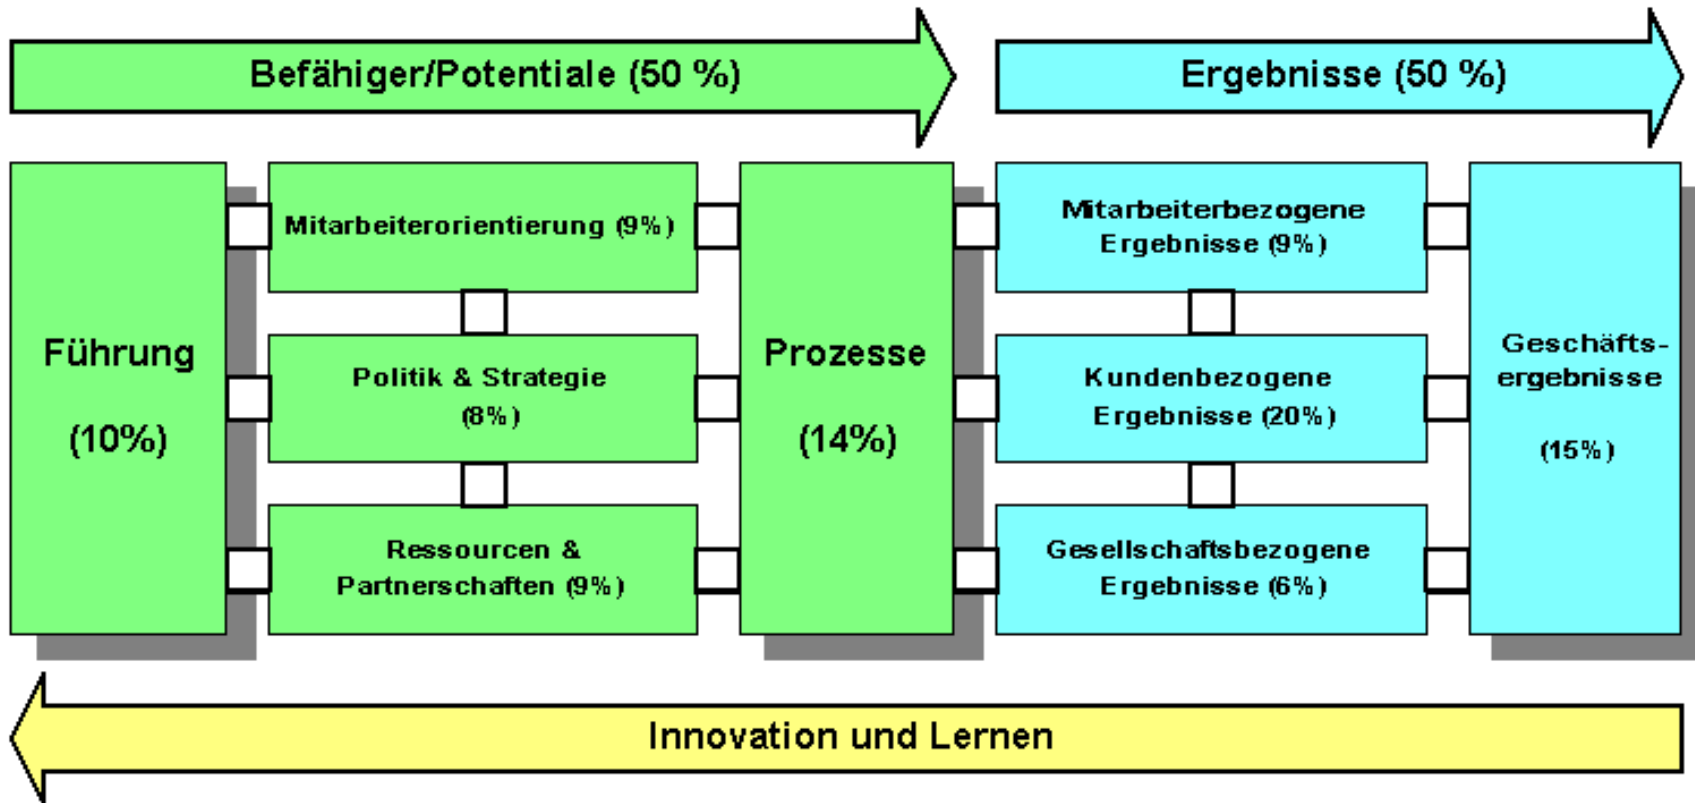 Befähiger/Potentiale (50 %)
Ergebnisse (50 %)
Führung
(10%)
Mitarbeiterorientierung (9%)
Politik & Strategie
(8%)
Ressourcen &
Partnerschaften (9%)
Prozesse
(14%)
Mitarbeiterbezogene
Ergebnisse (9%)
Kundenbezogene
Ergebnisse (20%)
Gesellschaftsbezogene
Ergebnisse (6%)
Geschäfts-
ergebnisse
(15%)
Innovation und Lernen